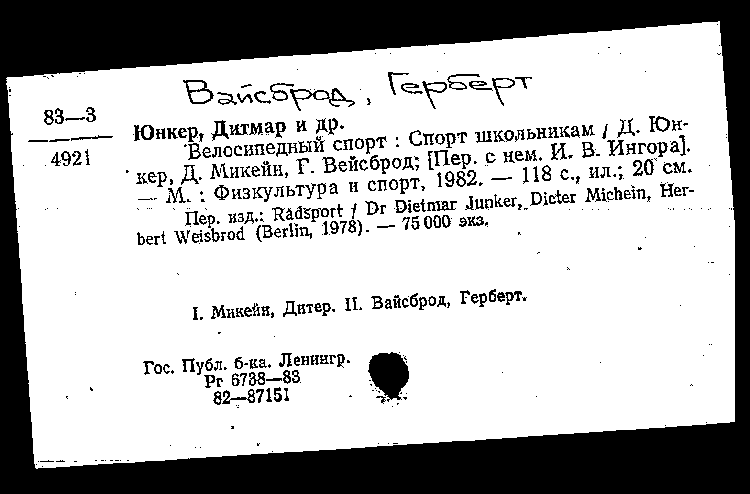 Вайсброд, Герберт
83—3
4921
Юнкер, Дитмар и др.
Велосипедный спорт : Спорт школьникам / Д. Юн-
кер, Д. Микейн, Г. Вейсброд; [Пер. с нем. И. В. Ингора].
— М. : Физкультура и спорт, 1982. — 118 с., ил.; 20 см.
Пер. изд.: Radsport / Dr Dietmar Junker, Dieter Michein, Her-
bert Weisbrod (Berlin, 1978). — 75 000 экз.
I. Микейн, Дитер. II. Вайсброд, Герберт.
Гос. Публ. б-ка. Ленингр.
Pr 6738—83
82—87151